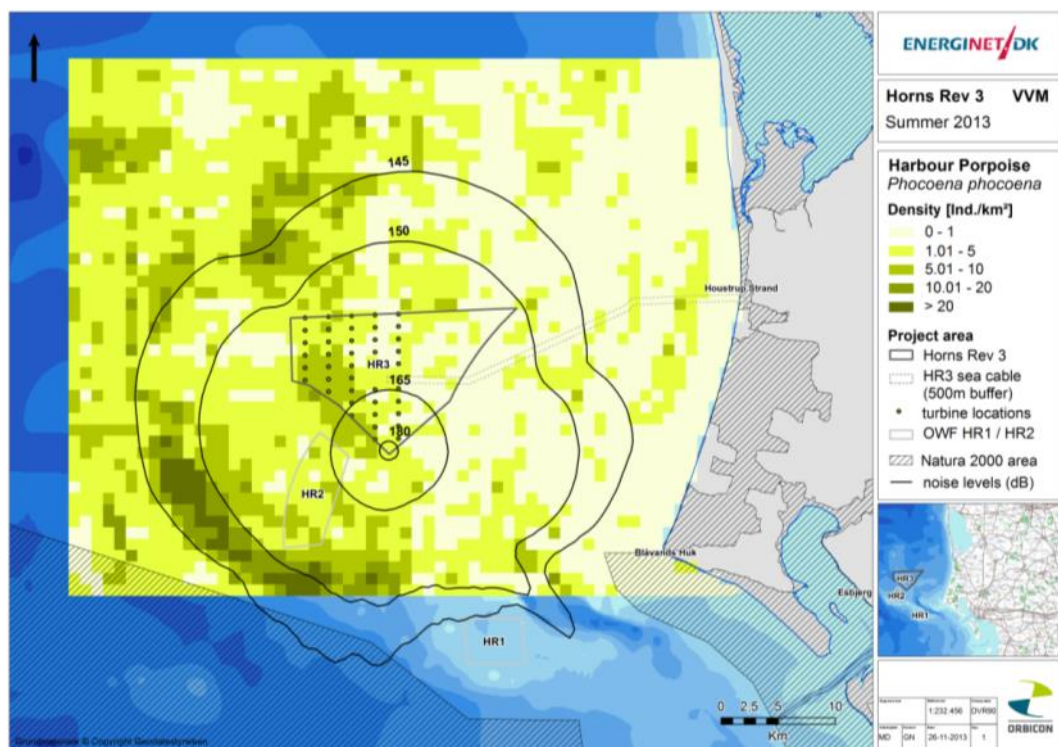 145
150
Houstrup Strand
HR3
165
180
HR2
Blåvands Huk
Esbjerg
HR1
0 2.5 5 10
Km
ENERGINET/DK
Horns Rev 3 VVM
Summer 2013
Harbour Porpoise
Phocoena phocoena
Density [Ind./km²]
0 - 1
1.01 - 5
5.01 - 10
10.01 - 20
> 20
Project area
Horns Rev 3
HR3 sea cable
(500m buffer)
turbine locations
OWF HR1 / HR2
Natura 2000 area
noise levels (dB)
HR3
HR2
HR1
1:232.456
DVR90
MD GN 26-11-2013 1
ORBICON